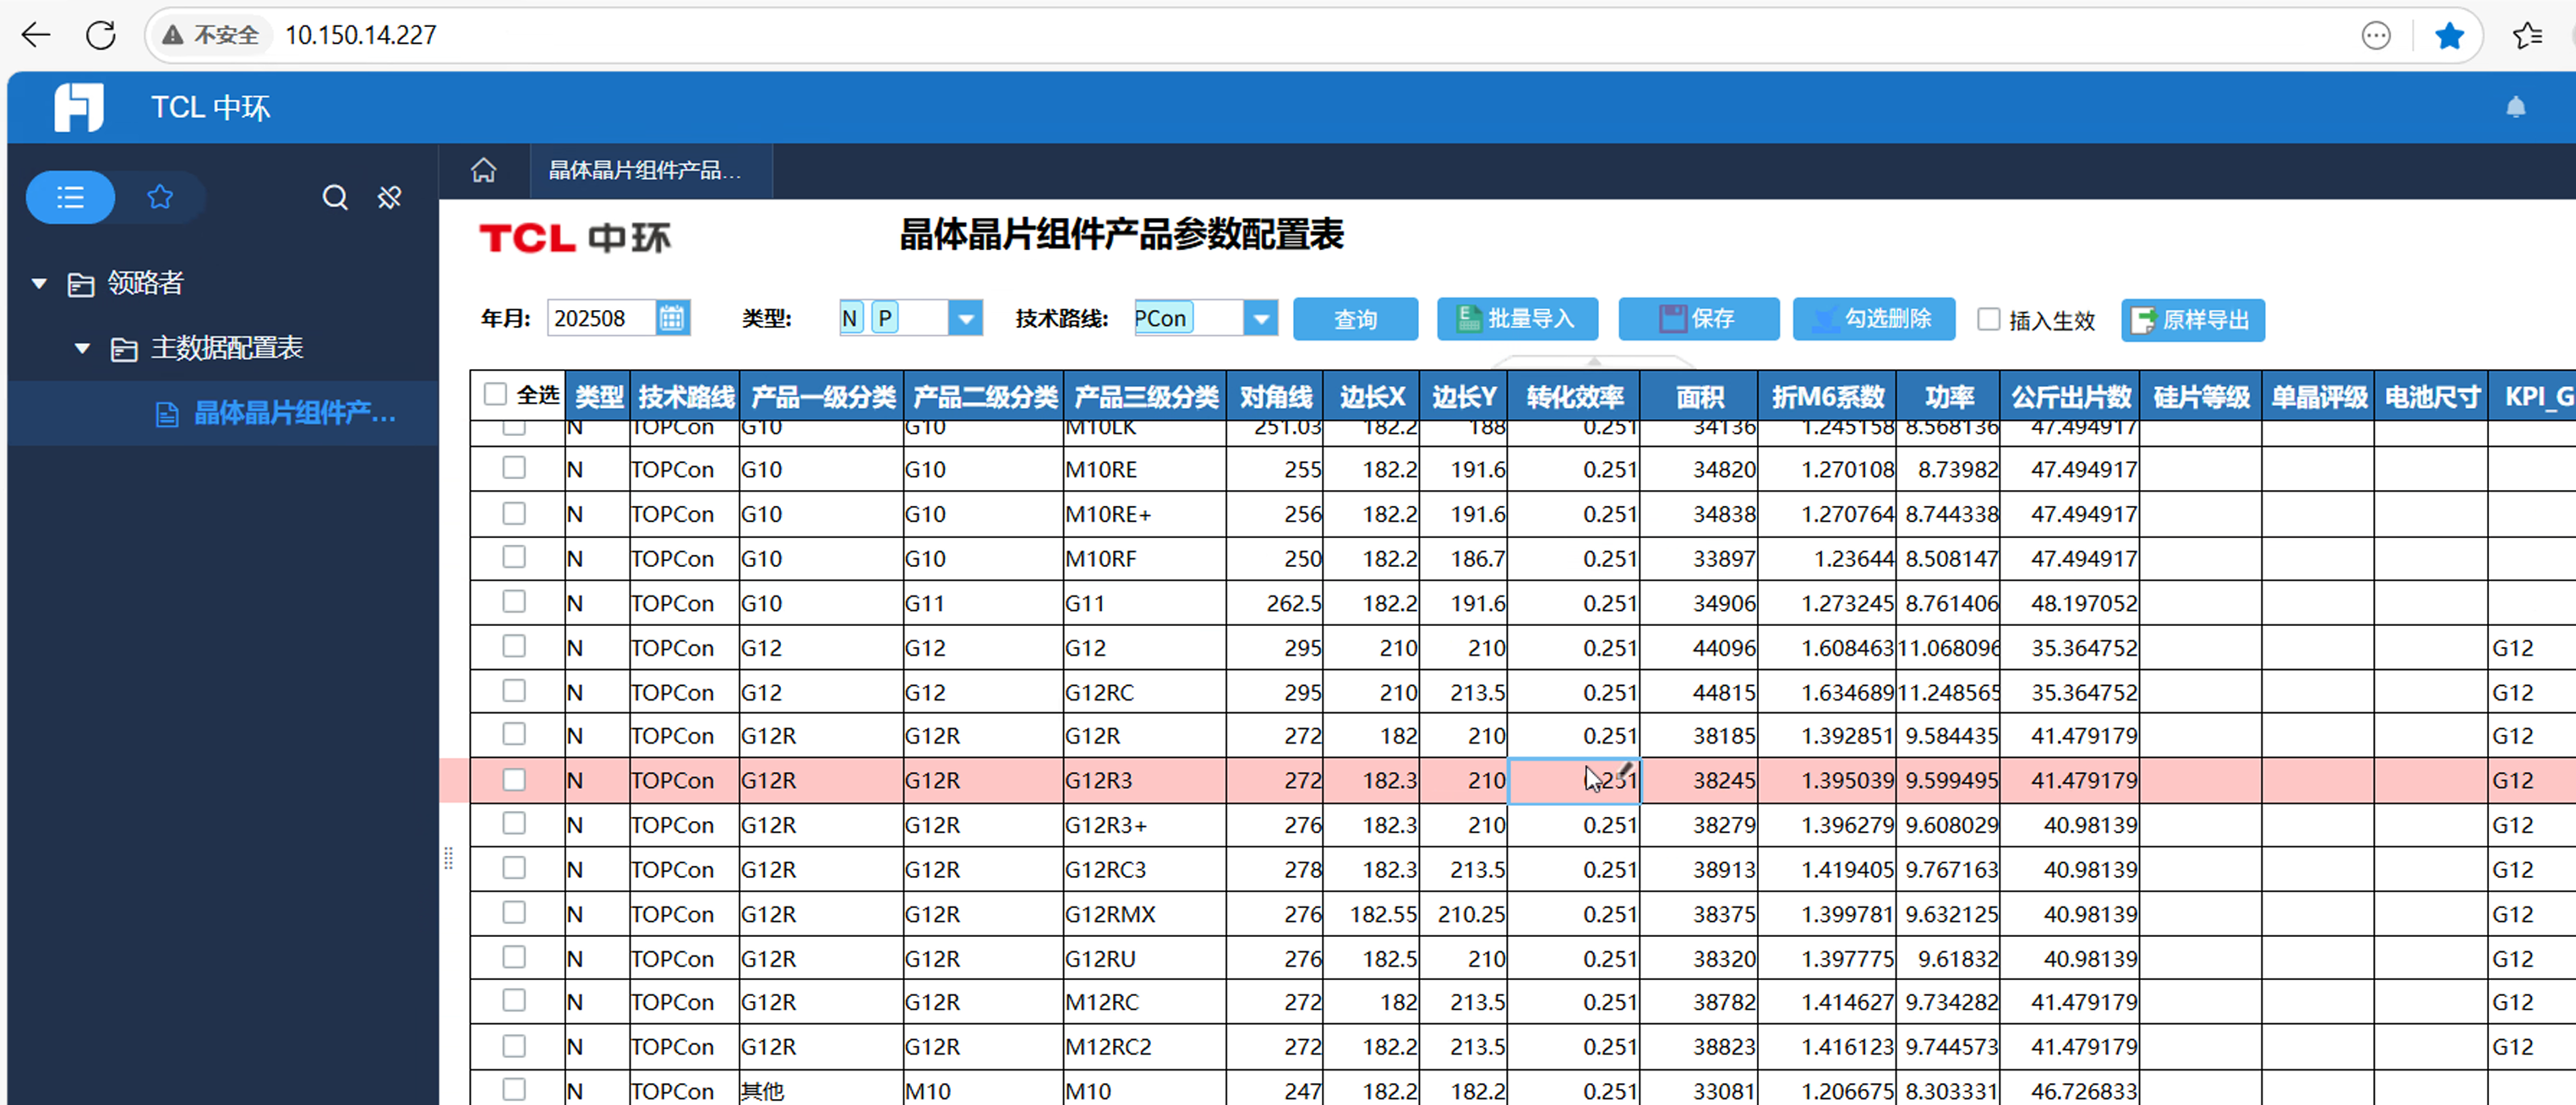 不安全 10.150.14.227
TCL 中环
晶体晶片组件产品...
领路者
主数据配置表
晶体晶片组件产...
TCL 中环 晶体晶片组件产品参数配置表
年月: 202508 类型: N P 技术路线: PCon 查询 批量导入 保存 勾选删除 插入生效 原样导出
全选 类型 技术路线 产品一级分类 产品二级分类 产品三级分类 对角线 边长X 边长Y 转化效率 面积 折M6系数 功率 公斤出片数 硅片等级 单晶评级 电池尺寸 KPI_G
N TOPCon G10 G10 M10LK 251.03 182.2 188 0.251 34136 1.245158 8.568136 47.494917
N TOPCon G10 G10 M10RE 255 182.2 191.6 0.251 34820 1.270108 8.73982 47.494917
N TOPCon G10 G10 M10RE+ 256 182.2 191.6 0.251 34838 1.270764 8.744338 47.494917
N TOPCon G10 G10 M10RF 250 182.2 186.7 0.251 33897 1.23644 8.508147 47.494917
N TOPCon G10 G11 G11 262.5 182.2 191.6 0.251 34906 1.273245 8.761406 48.197052
N TOPCon G12 G12 G12 295 210 210 0.251 44096 1.608463 11.068096 35.364752 G12
N TOPCon G12 G12 G12RC 295 210 213.5 0.251 44815 1.634689 11.248565 35.364752 G12
N TOPCon G12R G12R G12R 272 182 210 0.251 38185 1.392851 9.584435 41.479179 G12
N TOPCon G12R G12R G12R3 272 182.3 210 0.251 38245 1.395039 9.599495 41.479179 G12
N TOPCon G12R G12R G12R3+ 276 182.3 210 0.251 38279 1.396279 9.608029 40.98139 G12
N TOPCon G12R G12R G12RC3 278 182.3 213.5 0.251 38913 1.419405 9.767163 40.98139 G12
N TOPCon G12R G12R G12RMX 276 182.55 210.25 0.251 38375 1.399781 9.632125 40.98139 G12
N TOPCon G12R G12R G12RU 276 182.5 210 0.251 38320 1.397775 9.61832 40.98139 G12
N TOPCon G12R G12R M12RC 272 182 213.5 0.251 38782 1.414627 9.734282 41.479179 G12
N TOPCon G12R G12R M12RC2 272 182.2 213.5 0.251 38823 1.416123 9.744573 41.479179 G12
N TOPCon 其他 M10 M10 247 182.2 182.2 0.251 33081 1.206675 8.303331 46.726833